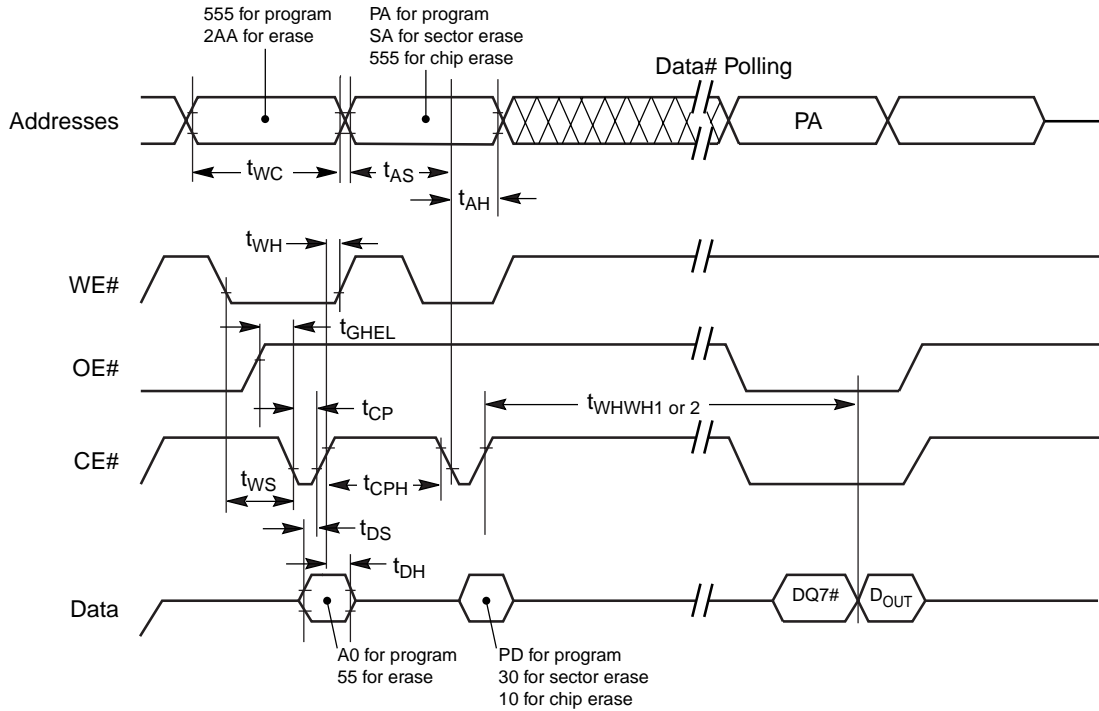 555 for program
2AA for erase
PA for program
SA for sector erase
555 for chip erase
Data# Polling
Addresses
PA
tWC
tAS
tAH
tWH
WE#
tGHEL
OE#
tWHWH1 or 2
tCP
CE#
tWS
tCPH
tDS
tDH
Data
DQ7#
DOUT
A0 for program
55 for erase
PD for program
30 for sector erase
10 for chip erase